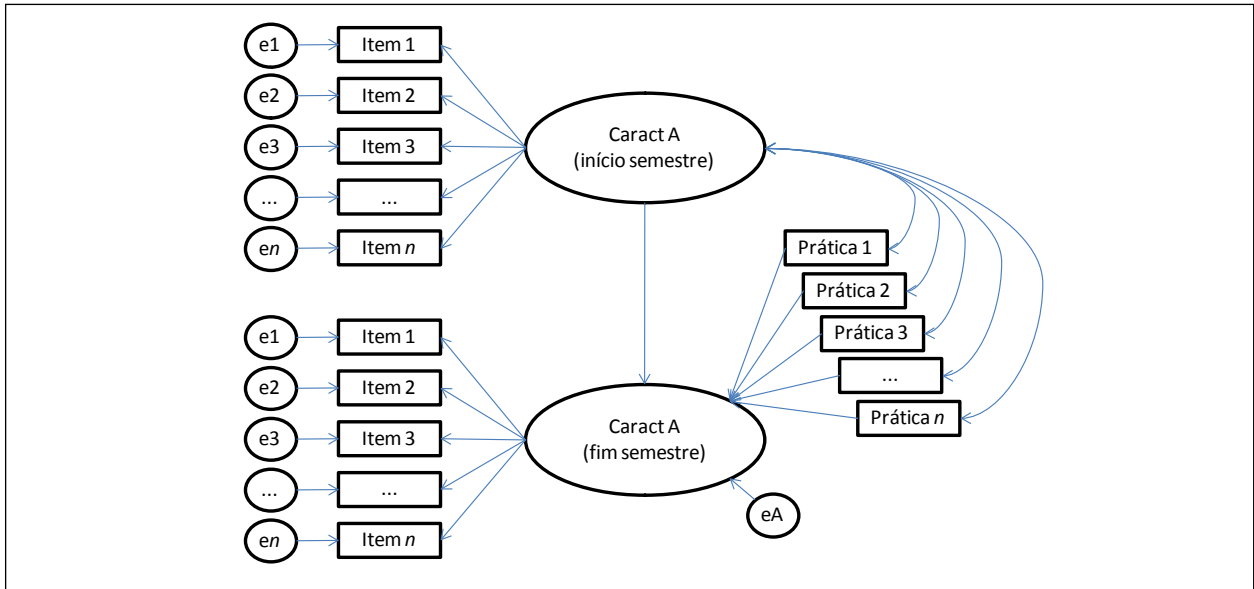 e1 Item 1
e2 Item 2
e3 Item 3
... ...
en Item n
Caract A
(início semestre)
Prática 1
Prática 2
Prática 3
...
Prática n
e1 Item 1
e2 Item 2
e3 Item 3
... ...
en Item n
Caract A
(fim semestre)
eA